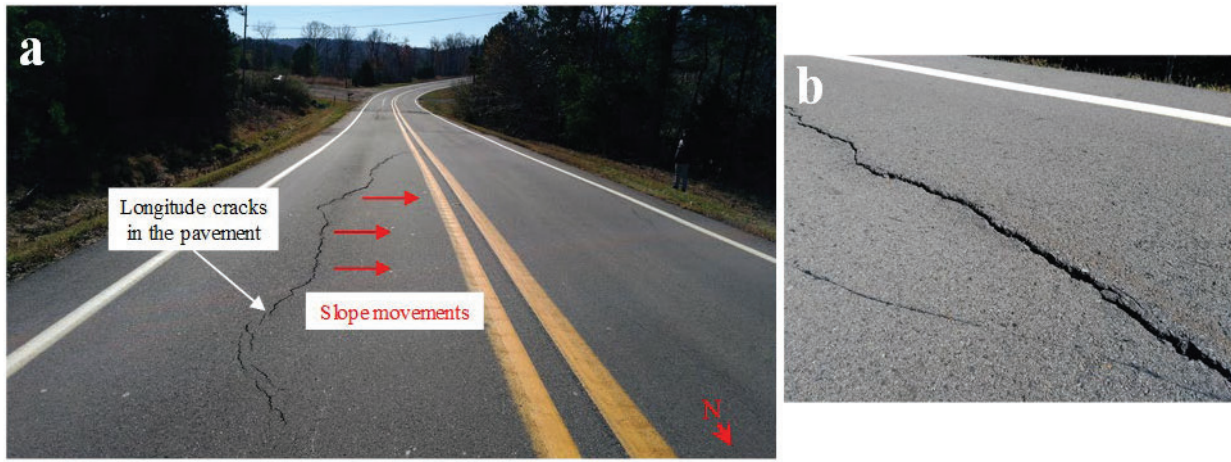 a
Longitude cracks
in the pavement
Slope movements
N
b